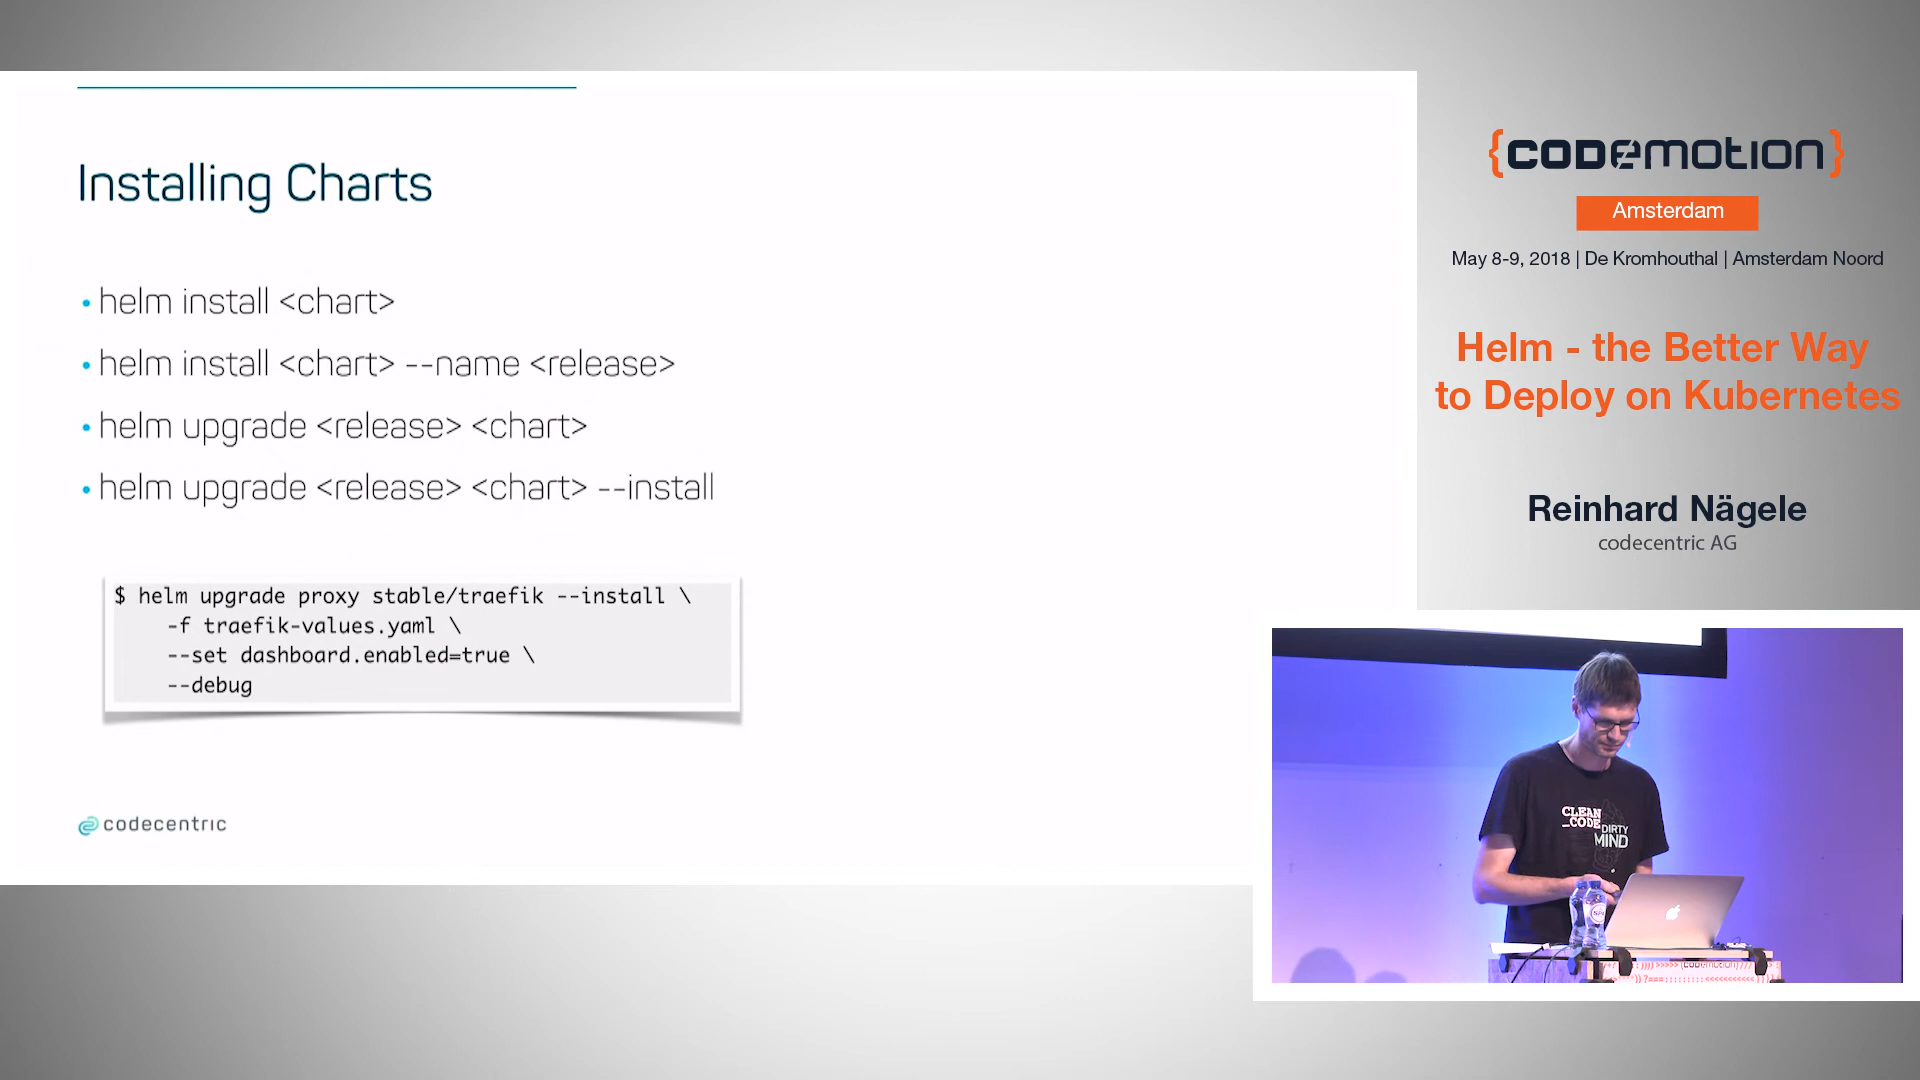 Installing Charts
• helm install <chart>
• helm install <chart> --name <release>
• helm upgrade <release> <chart>
• helm upgrade <release> <chart> --install
$ helm upgrade proxy stable/traefik --install \
-f traefik-values.yaml \
--set dashboard.enabled=true \
--debug
codecentric
{codemotion}
Amsterdam
May 8-9, 2018 | De Kromhouthal | Amsterdam Noord
Helm - the Better Way
to Deploy on Kubernetes
Reinhard Nägele
codecentric AG
CLEAN
_CODE
DIRTY
MIND